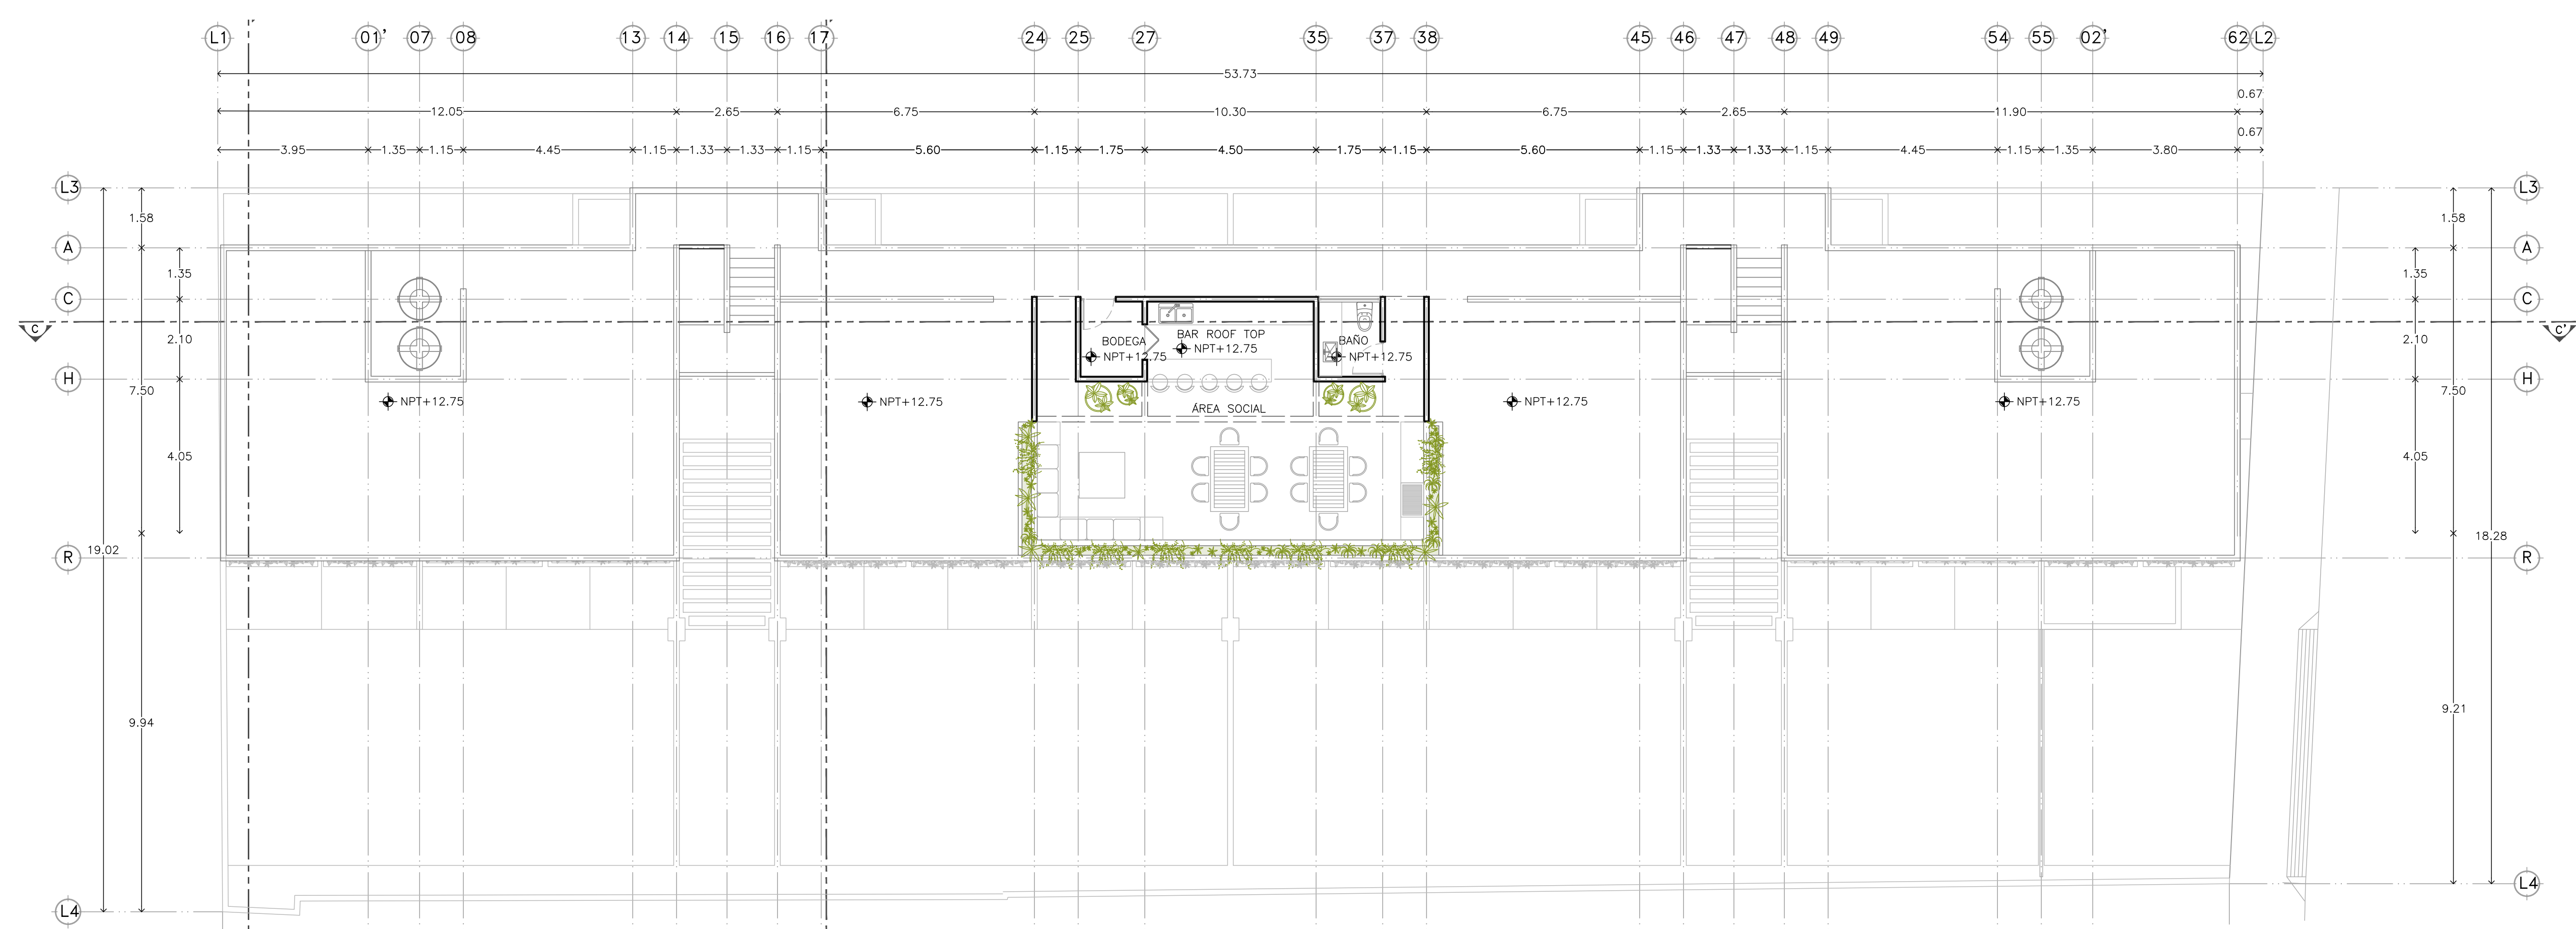 L1 01' 07 08 13 14 15 16 17 24 25 27 35 37 38 45 46 47 48 49 54 55 02' 62 L2
53.73
0.67
12.05 2.65 6.75 10.30 6.75 2.65 11.90
0.67
3.95 1.35 1.15 4.45 1.15 1.33 1.33 1.15 5.60 1.15 1.75 4.50 1.75 1.15 5.60 1.15 1.33 1.33 1.15 4.45 1.15 1.35 3.80
L3 L3
1.58 1.58
A A
1.35 1.35
C C
C C'
BAR ROOF TOP
2.10 BODEGA BAÑO 2.10
NPT+12.75
NPT+12.75 NPT+12.75
H H
7.50 7.50
NPT+12.75 NPT+12.75 NPT+12.75 NPT+12.75
ÁREA SOCIAL
4.05 4.05
19.02 18.28
R R
9.94 9.21
L4 L4